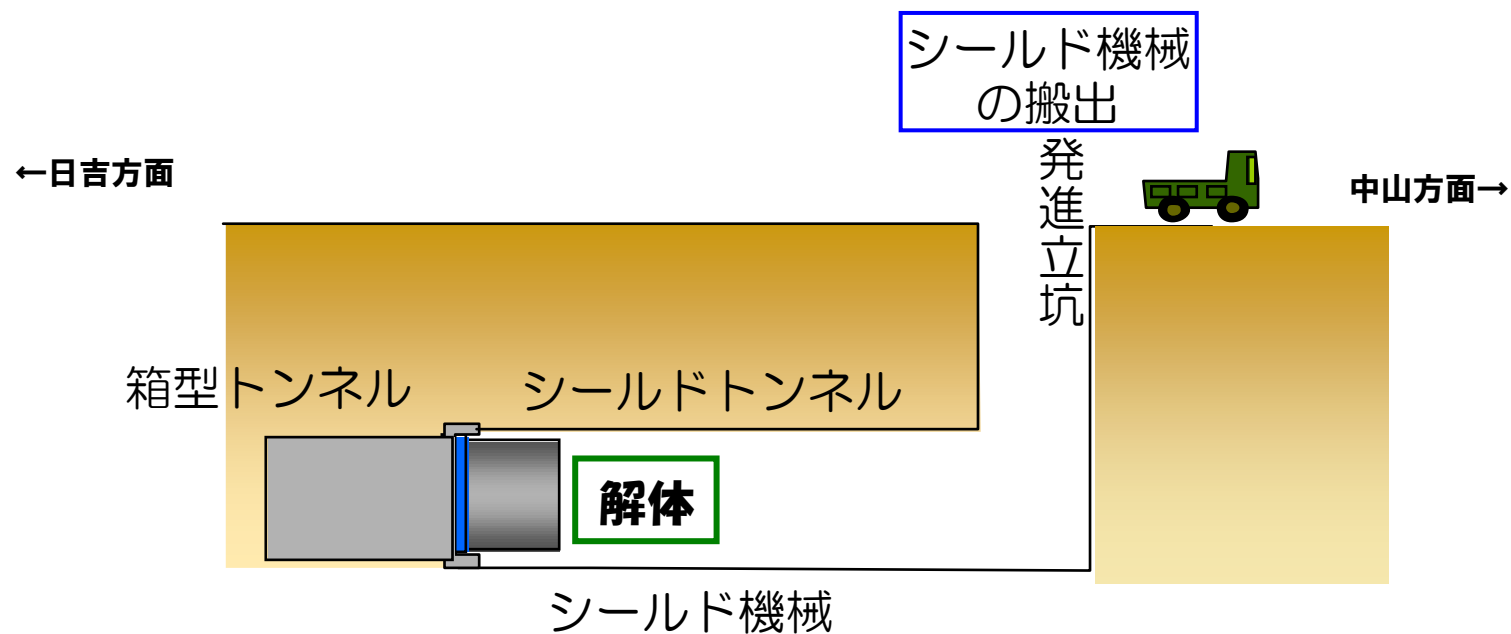 シールド機械
の搬出
発進立坑
←日吉方面
中山方面→
箱型トンネル
シールドトンネル
解体
シールド機械